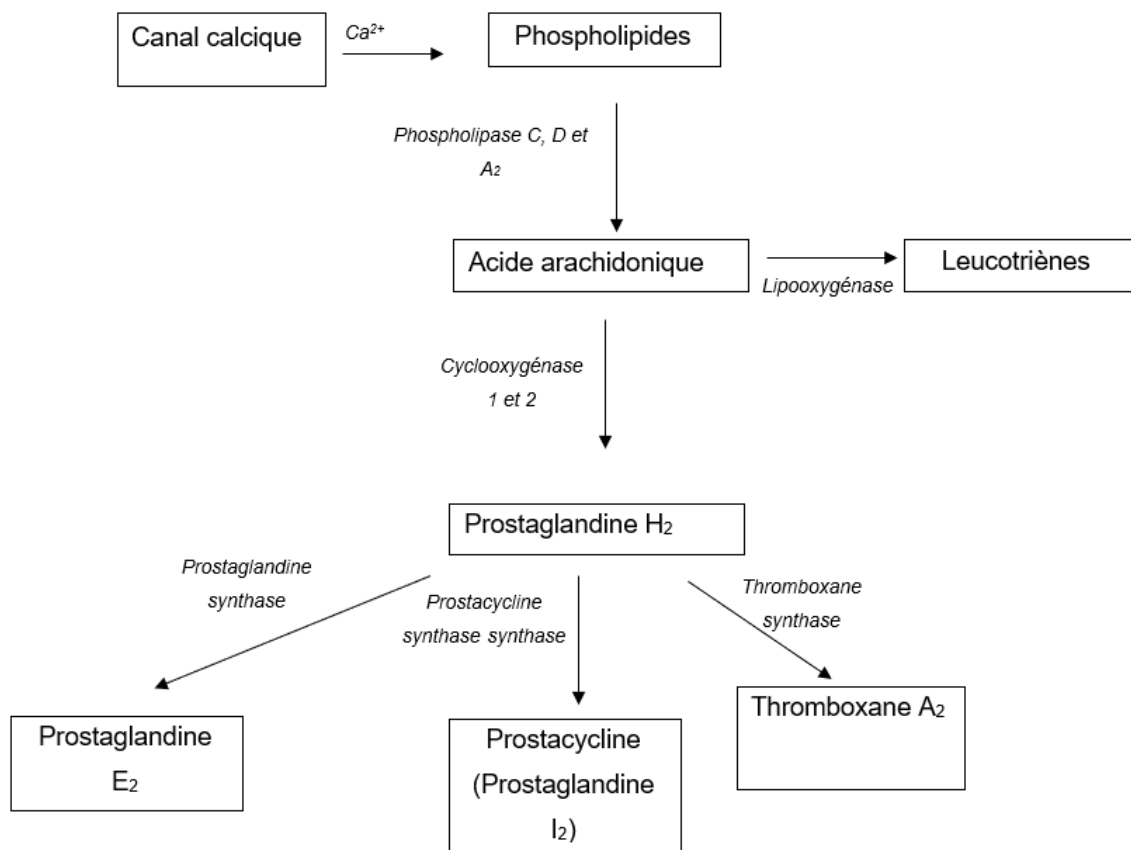 Canal calcique
Ca²⁺
Phospholipides
Phospholipase C, D et
A₂
Acide arachidonique
Lipooxygénase
Leucotriènes
Cyclooxygénase
1 et 2
Prostaglandine H₂
Prostaglandine
synthase
Prostacycline
synthase synthase
Thromboxane
synthase
Prostaglandine
E₂
Prostacycline
(Prostaglandine
I₂)
Thromboxane A₂